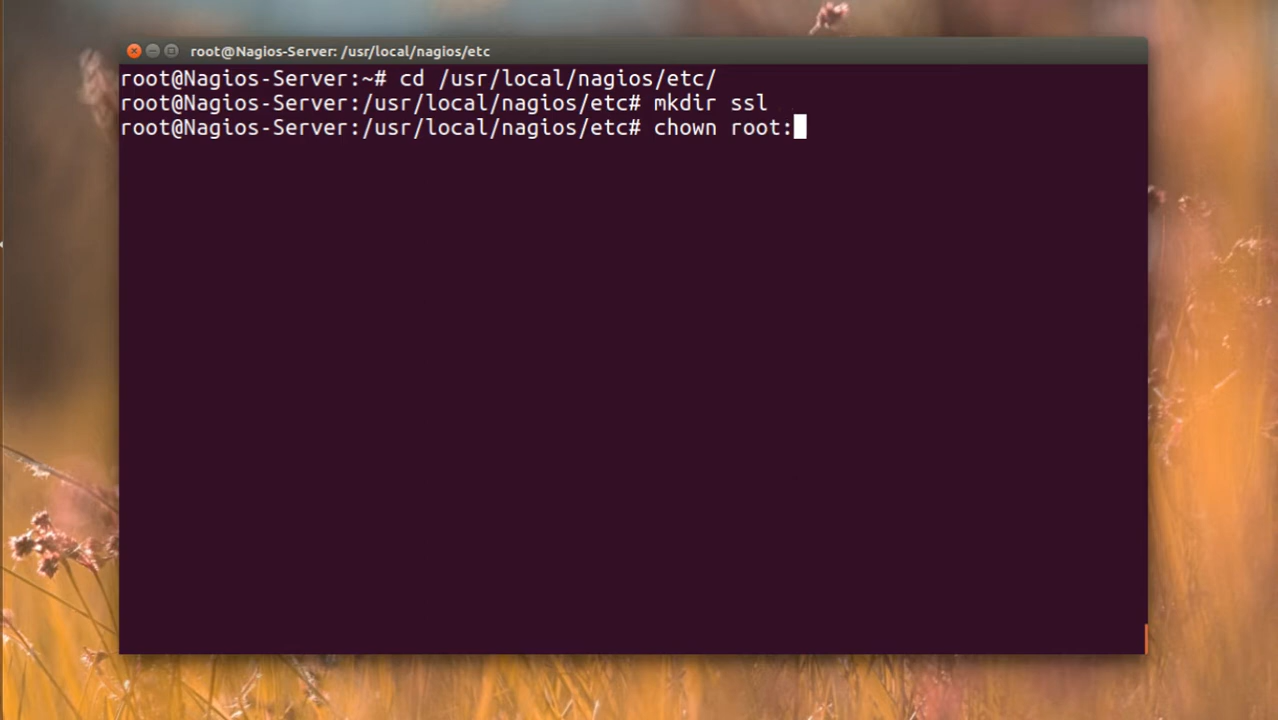 root@Nagios-Server: /usr/local/nagios/etc
root@Nagios-Server:~# cd /usr/local/nagios/etc/
root@Nagios-Server:/usr/local/nagios/etc# mkdir ssl
root@Nagios-Server:/usr/local/nagios/etc# chown root: